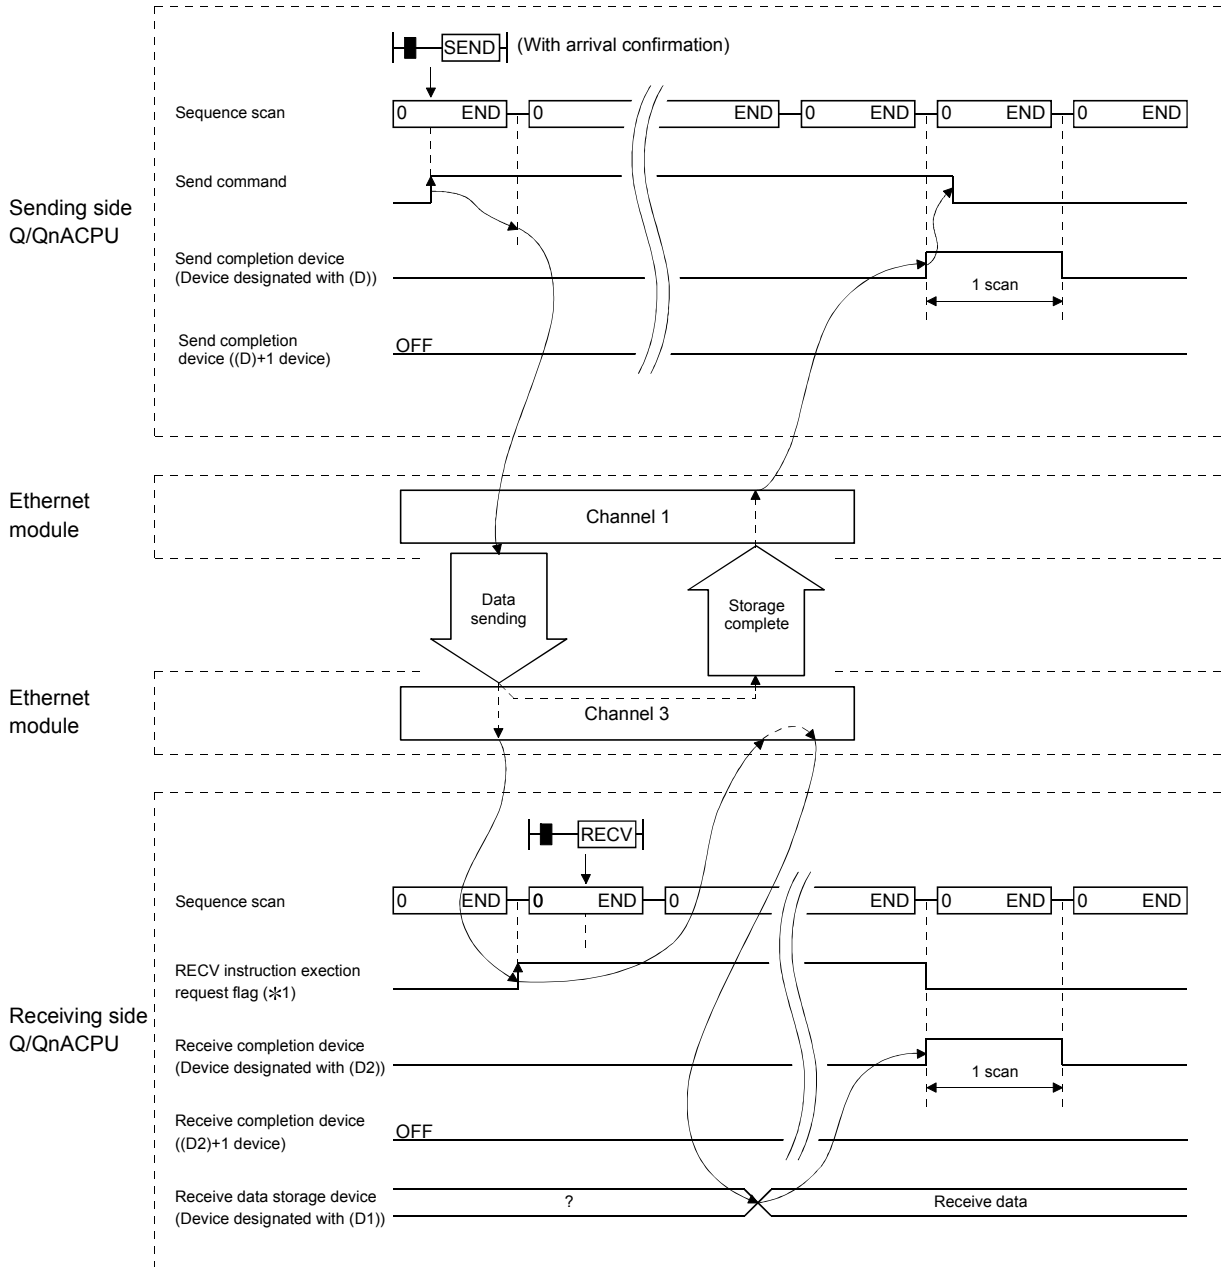 SEND (With arrival confirmation)
Sequence scan 0 END 0 END 0 END 0 END 0 END
Send command
Sending side
Q/QnACPU
Send completion device
(Device designated with (D))
1 scan
Send completion
device ((D)+1 device)
OFF
Ethernet
module
Channel 1
Data
sending
Storage
complete
Ethernet
module
Channel 3
RECV
Sequence scan 0 END 0 END 0 END 0 END 0 END
RECV instruction exection
request flag (*1)
Receiving side
Q/QnACPU
Receive completion device
(Device designated with (D2))
1 scan
Receive completion device
((D2)+1 device)
OFF
Receive data storage device
(Device designated with (D1))
? Receive data